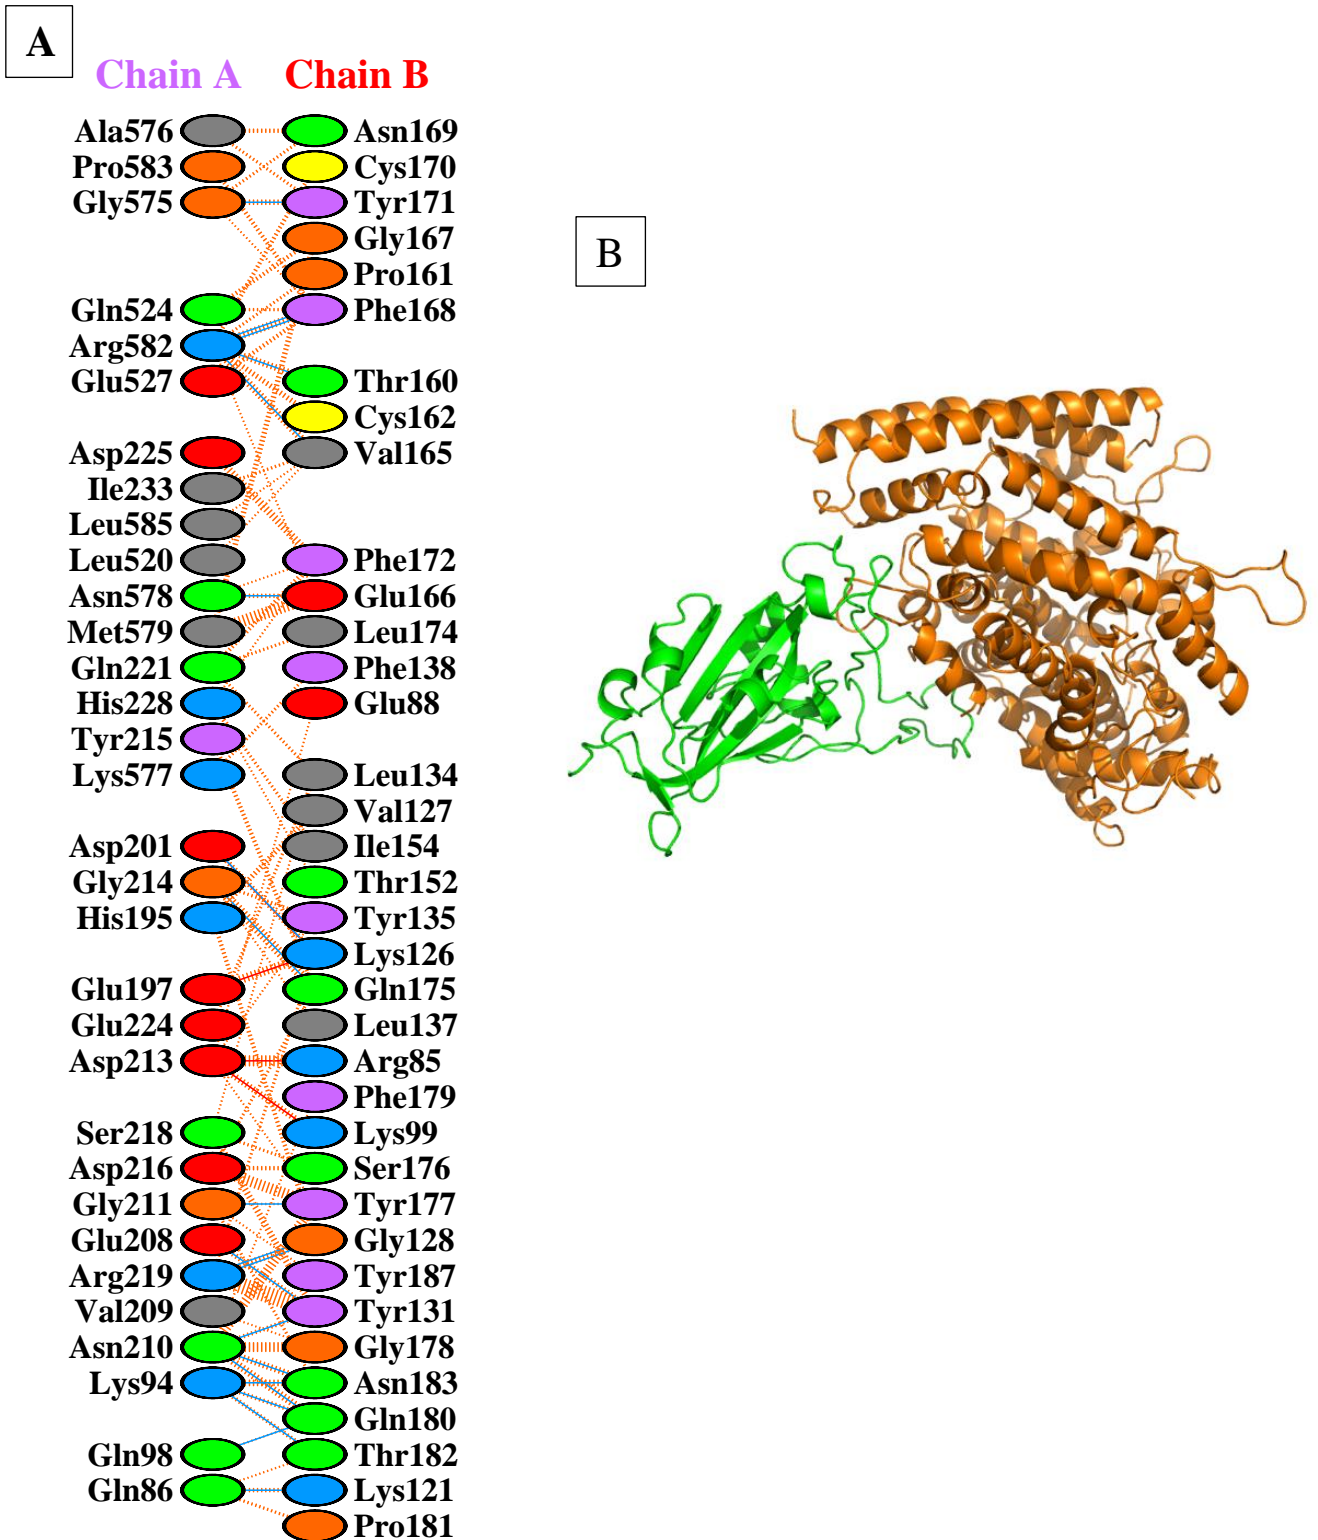 A
Chain A Chain B
Ala576 Asn169
Pro583 Cys170
Gly575 Tyr171
Gly167
Pro161
Gln524 Phe168
Arg582
Glu527 Thr160
Cys162
Asp225 Val165
Ile233
Leu585
Leu520 Phe172
Asn578 Glu166
Met579 Leu174
Gln221 Phe138
His228 Glu88
Tyr215
Lys577 Leu134
Val127
Asp201 Ile154
Gly214 Thr152
His195 Tyr135
Lys126
Glu197 Gln175
Glu224 Leu137
Asp213 Arg85
Phe179
Ser218 Lys99
Asp216 Ser176
Gly211 Tyr177
Glu208 Gly128
Arg219 Tyr187
Val209 Tyr131
Asn210 Gly178
Lys94 Asn183
Gln180
Gln98 Thr182
Gln86 Lys121
Pro181
B